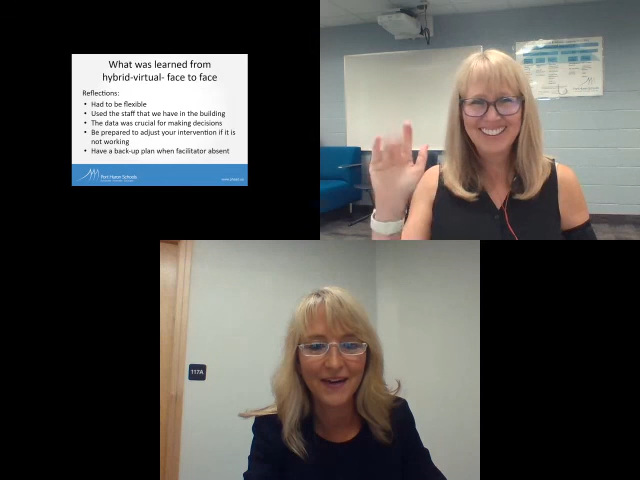 What was learned from
hybrid-virtual- face to face
Reflections:
• Had to be flexible
• Used the staff that we have in the building
• The data was crucial for making decisions
• Be prepared to adjust your intervention if it is
not working
• Have a back-up plan when facilitator absent
Port Huron Schools
117A